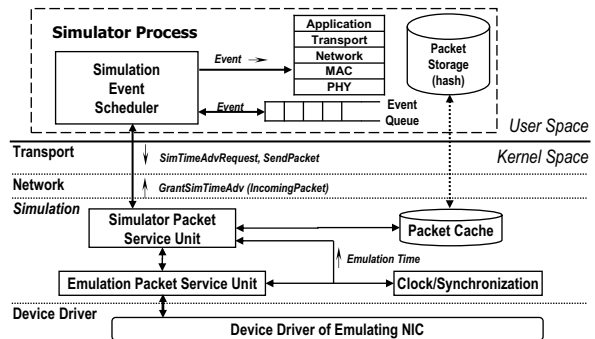 Simulator Process
Simulation
Event
Scheduler
Event
Event
Application
Transport
Network
MAC
PHY
Event
Queue
Packet
Storage
(hash)
User Space
Transport
SimTimeAdvRequest, SendPacket
Kernel Space
Network
GrantSimTimeAdv (IncomingPacket)
Simulation
Simulator Packet
Service Unit
Packet Cache
Emulation Time
Emulation Packet Service Unit
Clock/Synchronization
Device Driver
Device Driver of Emulating NIC